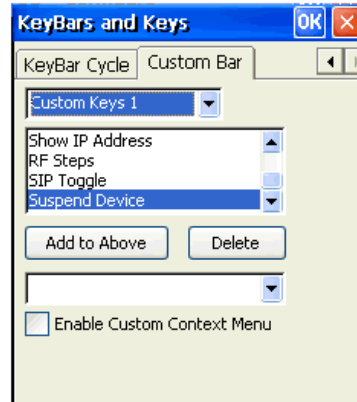 KeyBars and Keys OK
KeyBar Cycle Custom Bar
Custom Keys 1
Show IP Address
RF Steps
SIP Toggle
Suspend Device
Add to Above Delete
Enable Custom Context Menu